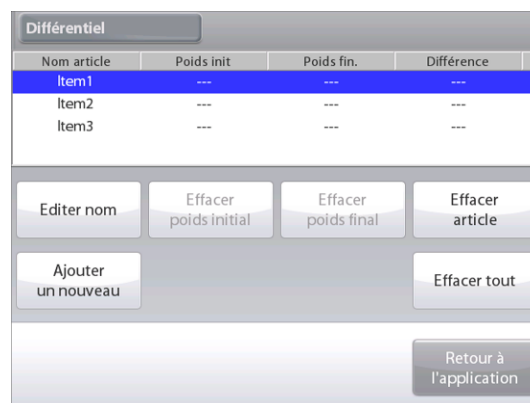 Différentiel
Nom article Poids init Poids fin. Différence
Item1 --- --- ---
Item2 --- --- ---
Item3 --- --- ---
Editer nom
Effacer
poids initial
Effacer
poids final
Effacer
article
Ajouter
un nouveau
Effacer tout
Retour à
l'application